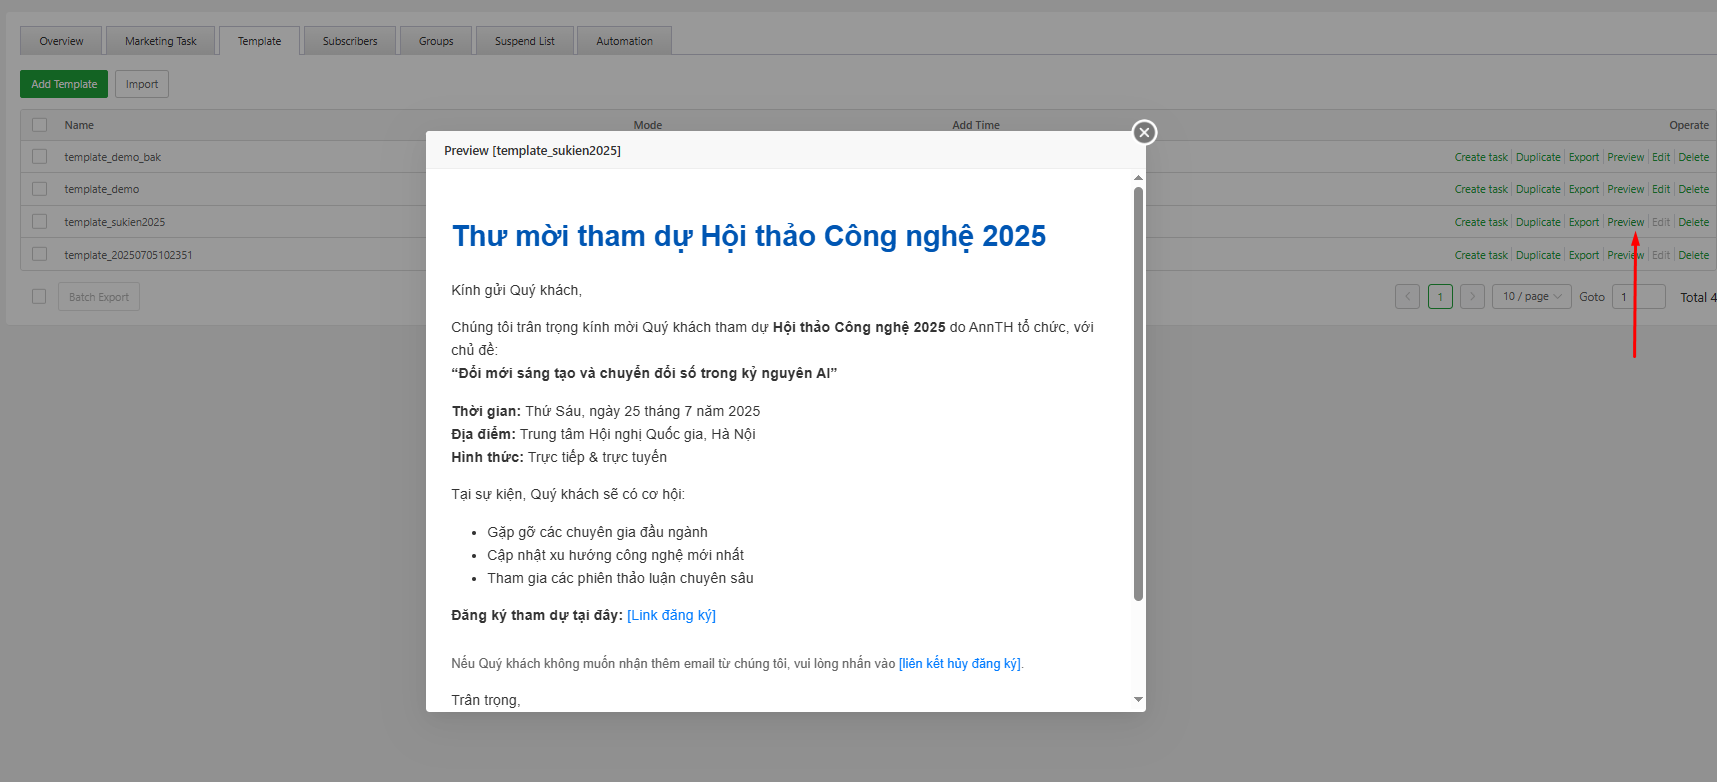 Overview Marketing Task Template Subscribers Groups Suspend List Automation
Add Template Import
Name Mode Add Time Operate
template_demo_bak Create task Duplicate Export Preview Edit Delete
template_demo Create task Duplicate Export Preview Edit Delete
template_sukien2025 Create task Duplicate Export Preview Edit Delete
template_20250705102351 Create task Duplicate Export Preview Edit Delete
Batch Export 1 10 / page Goto 1 Total 4
Preview [template_sukien2025]
Thư mời tham dự Hội thảo Công nghệ 2025
Kính gửi Quý khách,
Chúng tôi trân trọng kính mời Quý khách tham dự Hội thảo Công nghệ 2025 do AnnTH tổ chức, với
chủ đề:
“Đổi mới sáng tạo và chuyển đổi số trong kỷ nguyên AI”
Thời gian: Thứ Sáu, ngày 25 tháng 7 năm 2025
Địa điểm: Trung tâm Hội nghị Quốc gia, Hà Nội
Hình thức: Trực tiếp & trực tuyến
Tại sự kiện, Quý khách sẽ có cơ hội:
• Gặp gỡ các chuyên gia đầu ngành
• Cập nhật xu hướng công nghệ mới nhất
• Tham gia các phiên thảo luận chuyên sâu
Đăng ký tham dự tại đây: [Link đăng ký]
Nếu Quý khách không muốn nhận thêm email từ chúng tôi, vui lòng nhấn vào [liên kết hủy đăng ký].
Trân trọng,